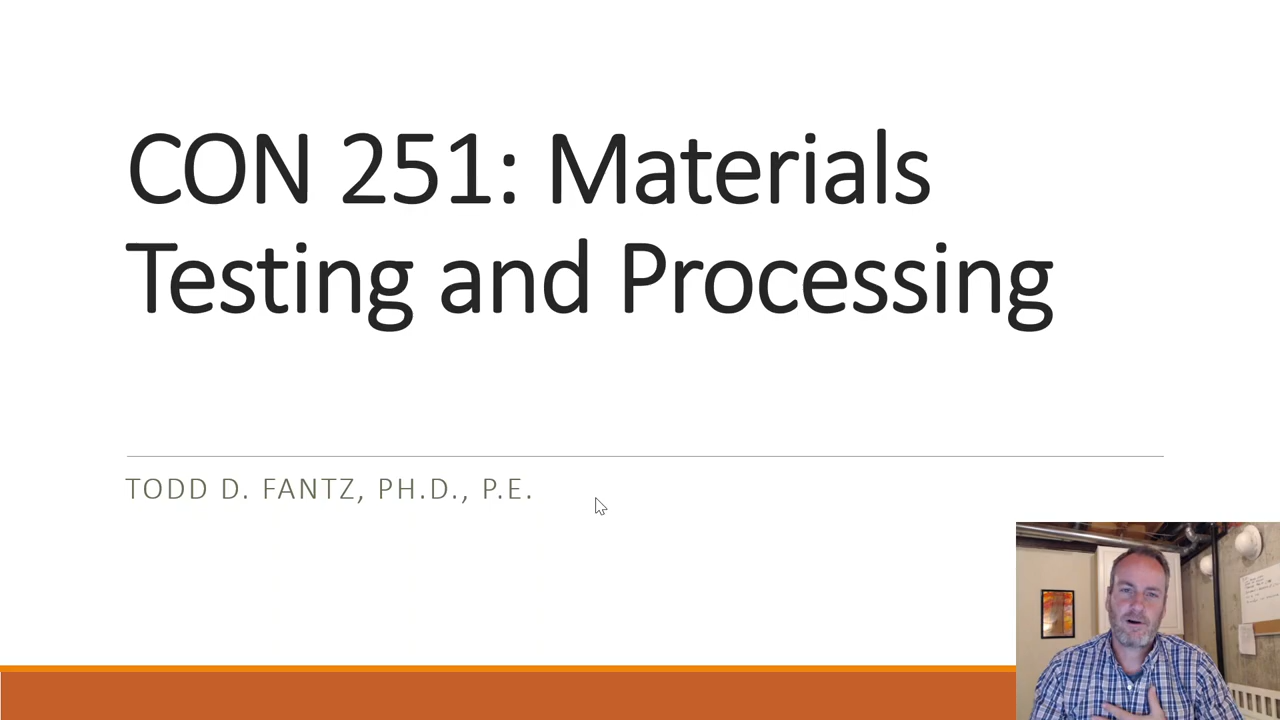 CON 251: Materials
Testing and Processing
TODD D. FANTZ, PH.D., P.E.